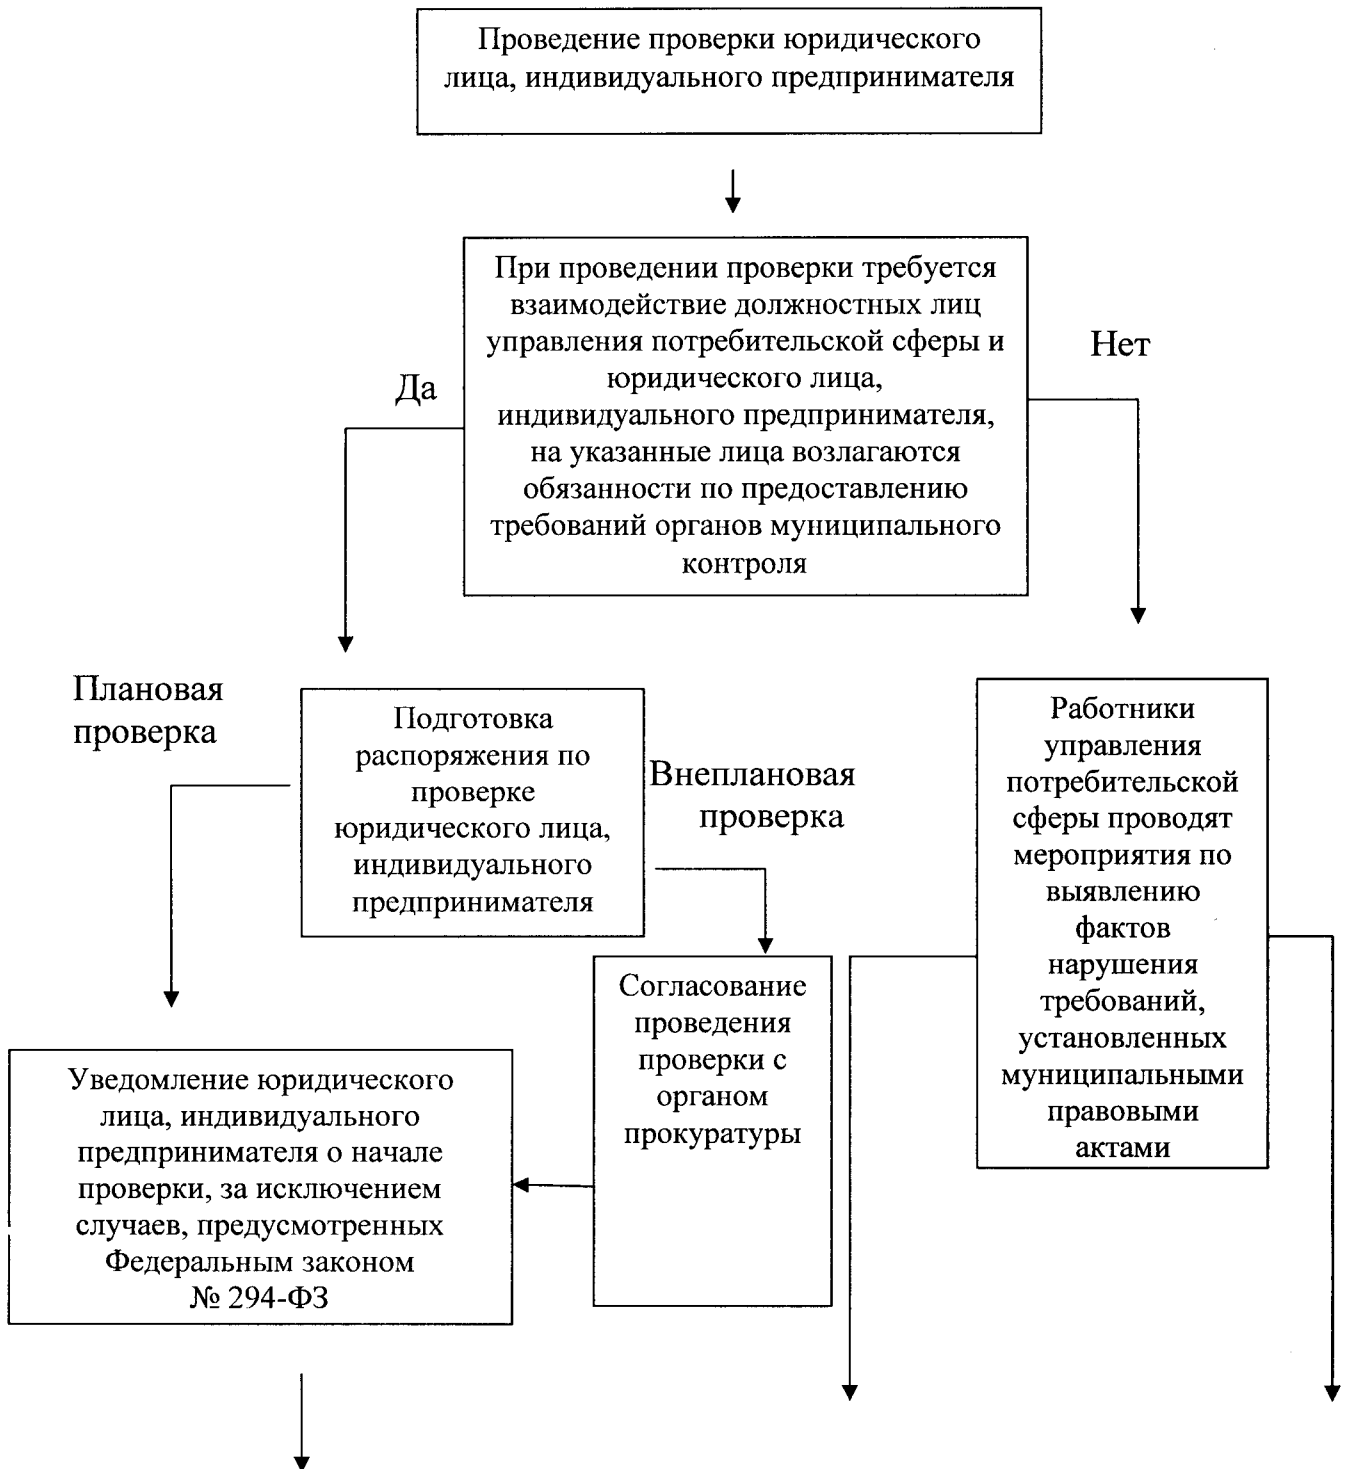 Проведение проверки юридического
лица, индивидуального предпринимателя
При проведении проверки требуется
взаимодействие должностных лиц
управления потребительской сферы и
юридического лица,
индивидуального предпринимателя,
на указанные лица возлагаются
обязанности по предоставлению
требований органов муниципального
контроля
Да
Нет
Плановая
проверка
Подготовка
распоряжения по
проверке
юридического лица,
индивидуального
предпринимателя
Внеплановая
проверка
Работники
управления
потребительской
сферы проводят
мероприятия по
выявлению
фактов
нарушения
требований,
установленных
муниципальными
правовыми
актами
Согласование
проведения
проверки с
органом
прокуратуры
Уведомление юридического
лица, индивидуального
предпринимателя о начале
проверки, за исключением
случаев, предусмотренных
Федеральным законом
№ 294-ФЗ